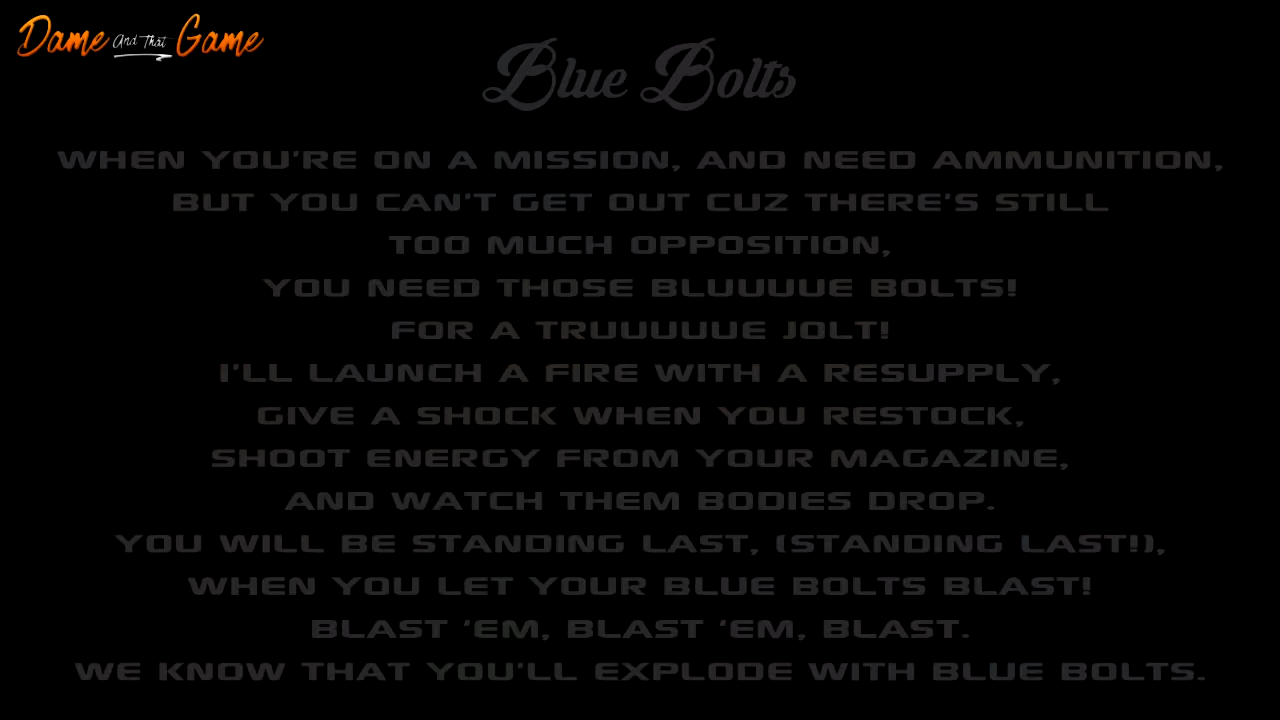 Dame And That Game
Blue Bolts
WHEN YOU'RE ON A MISSION, AND NEED AMMUNITION,
BUT YOU CAN'T GET OUT CUZ THERE'S STILL
TOO MUCH OPPOSITION,
YOU NEED THOSE BLUUUUE BOLTS!
FOR A TRUUUUUE JOLT!
I'LL LAUNCH A FIRE WITH A RESUPPLY,
GIVE A SHOCK WHEN YOU RESTOCK,
SHOOT ENERGY FROM YOUR MAGAZINE,
AND WATCH THEM BODIES DROP.
YOU WILL BE STANDING LAST, (STANDING LAST!),
WHEN YOU LET YOUR BLUE BOLTS BLAST!
BLAST 'EM, BLAST 'EM, BLAST.
WE KNOW THAT YOU'LL EXPLODE WITH BLUE BOLTS.